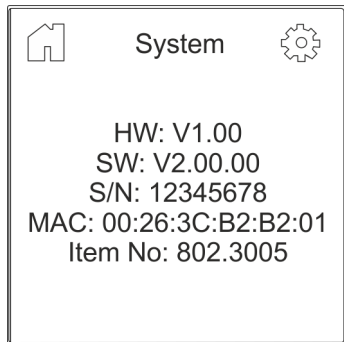 System
HW: V1.00
SW: V2.00.00
S/N: 12345678
MAC: 00:26:3C:B2:B2:01
Item No: 802.3005